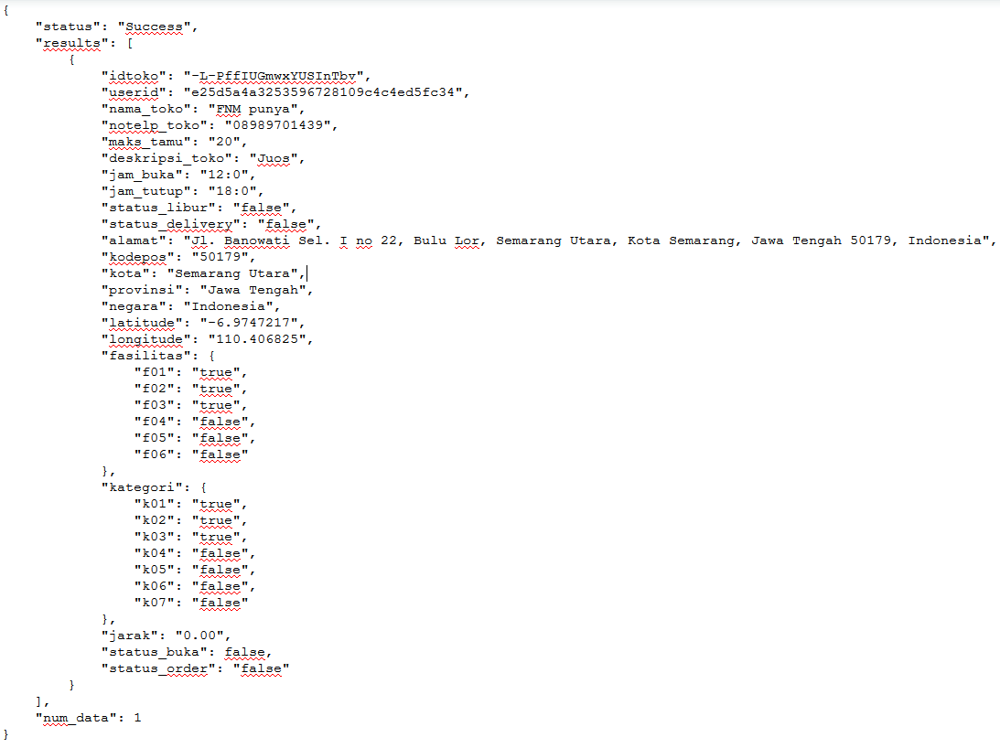 {
    "status": "Success",
    "results": [
        {
            "idtoko": "-L-PffIUGmwxYUSInTbv",
            "userid": "e25d5a4a3253596728109c4c4ed5fc34",
            "nama_toko": "FNM punya",
            "notelp_toko": "08989701439",
            "maks_tamu": "20",
            "deskripsi_toko": "Juos",
            "jam_buka": "12:0",
            "jam_tutup": "18:0",
            "status_libur": "false",
            "status_delivery": "false",
            "alamat": "Jl. Banowati Sel. I no 22, Bulu Lor, Semarang Utara, Kota Semarang, Jawa Tengah 50179, Indonesia",
            "kodepos": "50179",
            "kota": "Semarang Utara",
            "provinsi": "Jawa Tengah",
            "negara": "Indonesia",
            "latitude": "-6.9747217",
            "longitude": "110.406825",
            "fasilitas": {
                "f01": "true",
                "f02": "true",
                "f03": "true",
                "f04": "false",
                "f05": "false",
                "f06": "false"
            },
            "kategori": {
                "k01": "true",
                "k02": "true",
                "k03": "true",
                "k04": "false",
                "k05": "false",
                "k06": "false",
                "k07": "false"
            },
            "jarak": "0.00",
            "status_buka": false,
            "status_order": "false"
        }
    ],
    "num_data": 1
}